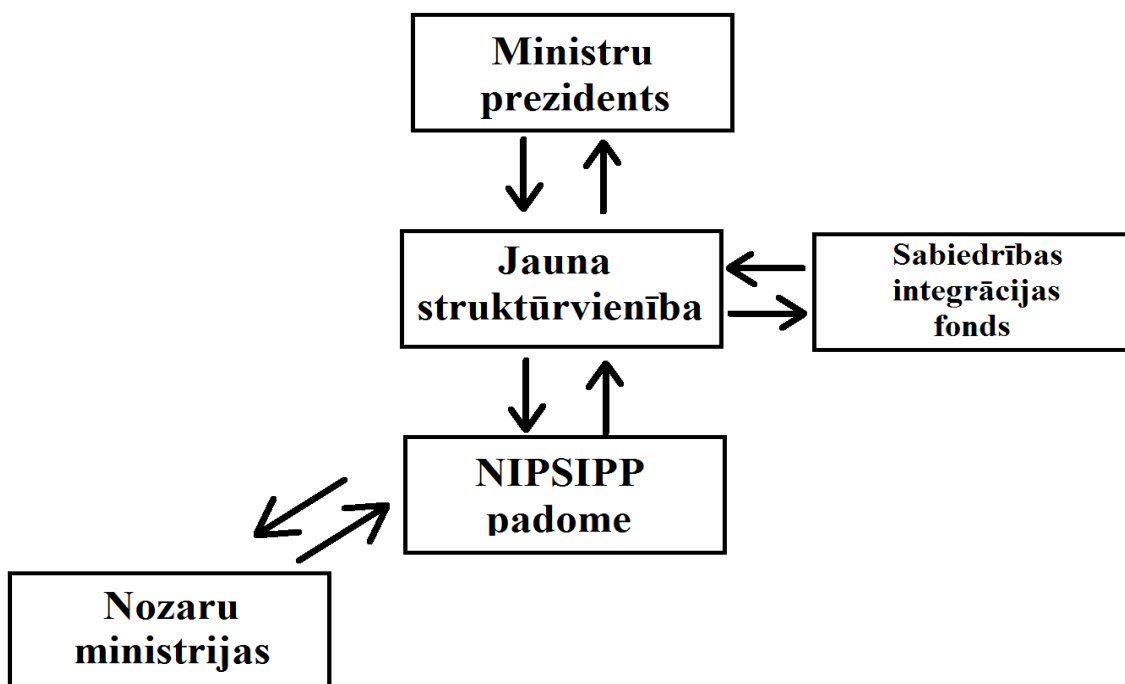 Ministru
prezidents
Jauna
struktūrvienība
Sabiedrības
integrācijas
fonds
NIPSIPP
padome
Nozaru
ministrijas